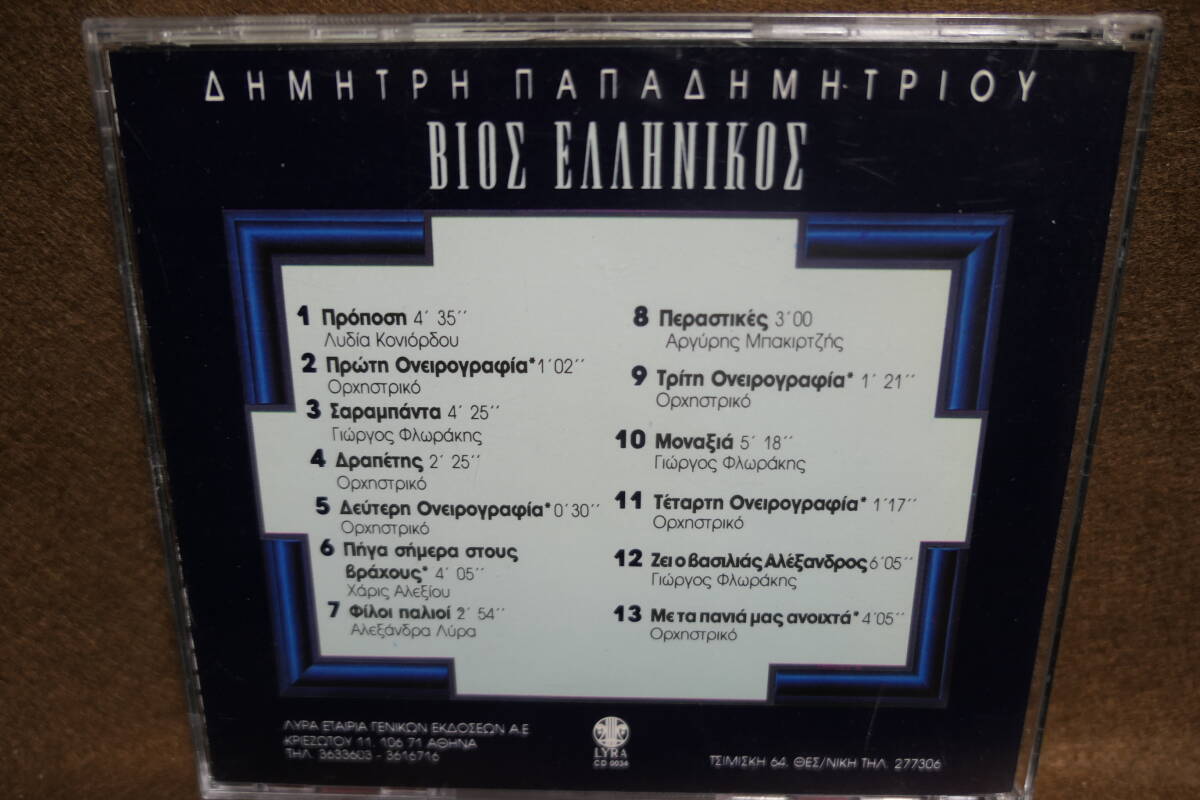 ΔΗΜΗΤΡΗ ΠΑΠΑΔΗΜΗΤΡΙΟΥ
ΒΙΟΣ ΕΛΛΗΝΙΚΟΣ
1 Πρόποση 4΄ 35΄΄
Λυδία Κονιόρδου
2 Πρώτη Ονειρογραφία* 1΄02΄΄
Ορχηστρικό
3 Σαραμπάντα 4΄ 25΄΄
Γιώργος Φλωράκης
4 Δραπέτης 2΄ 25΄΄
Ορχηστρικό
5 Δεύτερη Ονειρογραφία* 0΄30΄΄
Ορχηστρικό
6 Πήγα σήμερα στους
βράχους* 4΄ 05΄΄
Χάρις Αλεξίου
7 Φίλοι παλιοί 2΄ 54΄΄
Αλεξάνδρα Λύρα
8 Περαστικές 3΄00
Αργύρης Μπακιρτζής
9 Τρίτη Ονειρογραφία* 1΄ 21΄΄
Ορχηστρικό
10 Μοναξιά 5΄ 18΄΄
Γιώργος Φλωράκης
11 Τέταρτη Ονειρογραφία* 1΄17΄΄
Ορχηστρικό
12 Ζει ο βασιλιάς Αλέξανδρος 6΄05΄΄
Γιώργος Φλωράκης
13 Με τα πανιά μας ανοιχτά* 4΄05΄΄
Ορχηστρικό
ΛΥΡΑ ΕΤΑΙΡΙΑ ΓΕΝΙΚΩΝ ΕΚΔΟΣΕΩΝ Α.Ε
ΚΡΙΕΖΩΤΟΥ 11, 106 71 ΑΘΗΝΑ
ΤΗΛ. 3633603 - 3616716
LYRA
CD 0034
ΤΣΙΜΙΣΚΗ 64, ΘΕΣ/ΝΙΚΗ ΤΗΛ. 277306